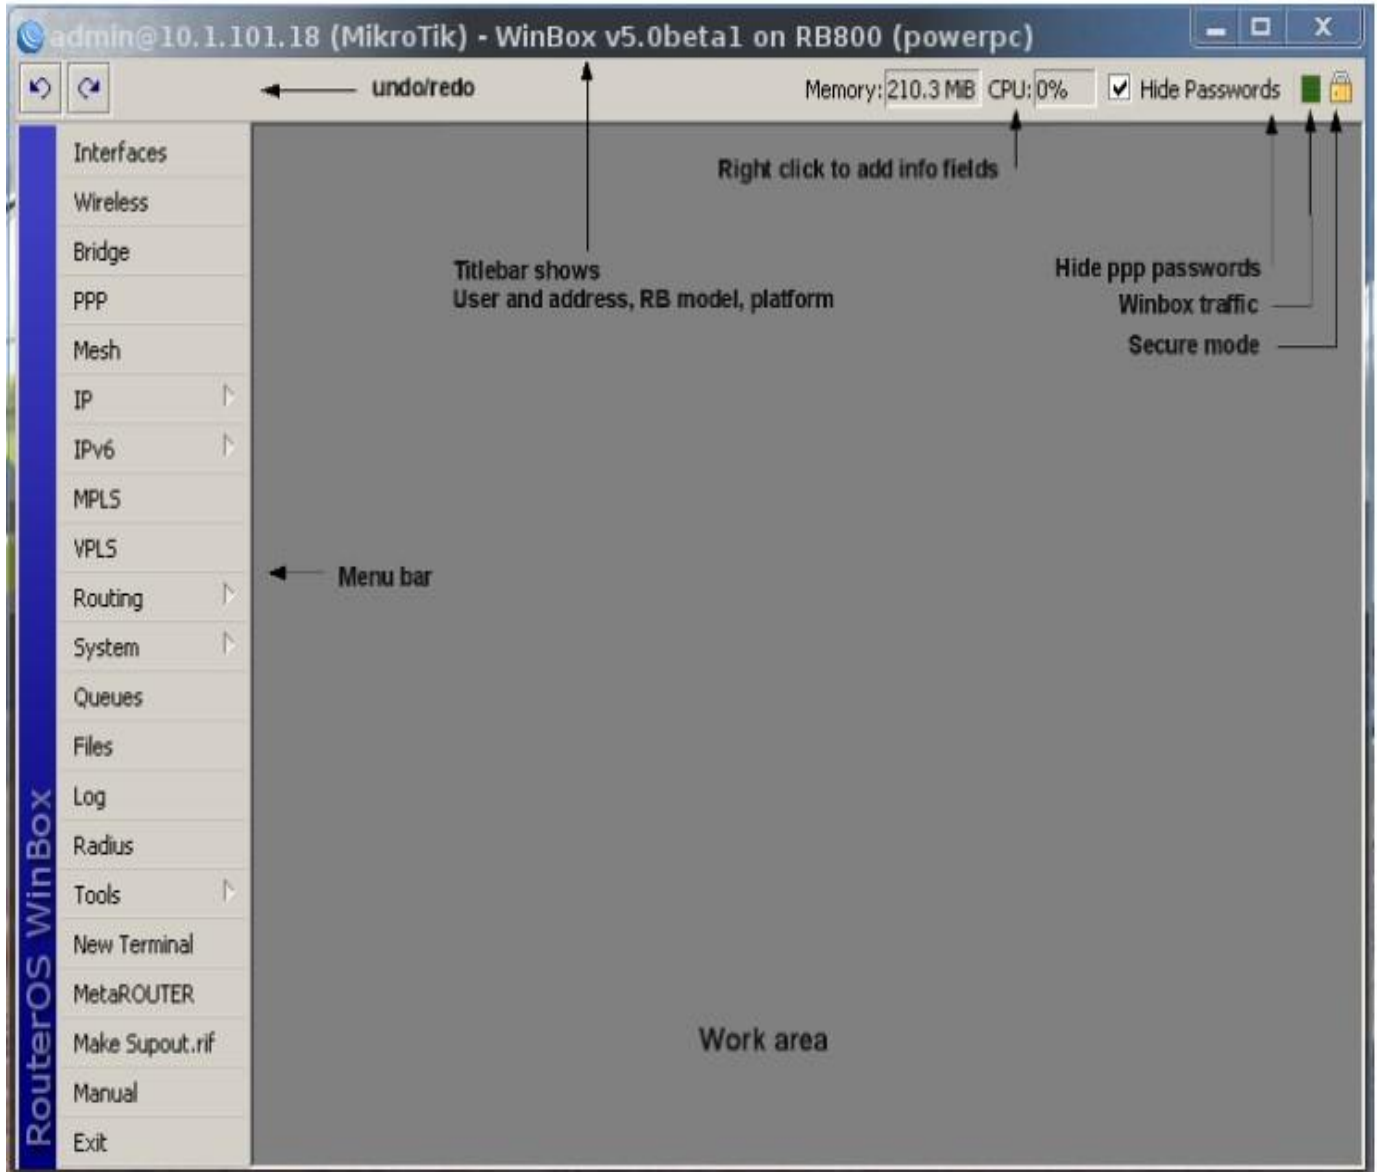 admin@10.1.101.18 (MikroTik) - WinBox v5.0beta1 on RB800 (powerpc)
undo/redo
Memory: 210.3 MiB CPU: 0% Hide Passwords
Right click to add info fields
Titlebar shows
User and address, RB model, platform
Hide ppp passwords
Winbox traffic
Secure mode
Interfaces
Wireless
Bridge
PPP
Mesh
IP
IPv6
MPLS
VPLS
Menu bar
Routing
System
Queues
Files
Log
Radius
Tools
New Terminal
MetaROUTER
Make Supout.rif
Manual
Exit
Work area
RouterOS WinBox